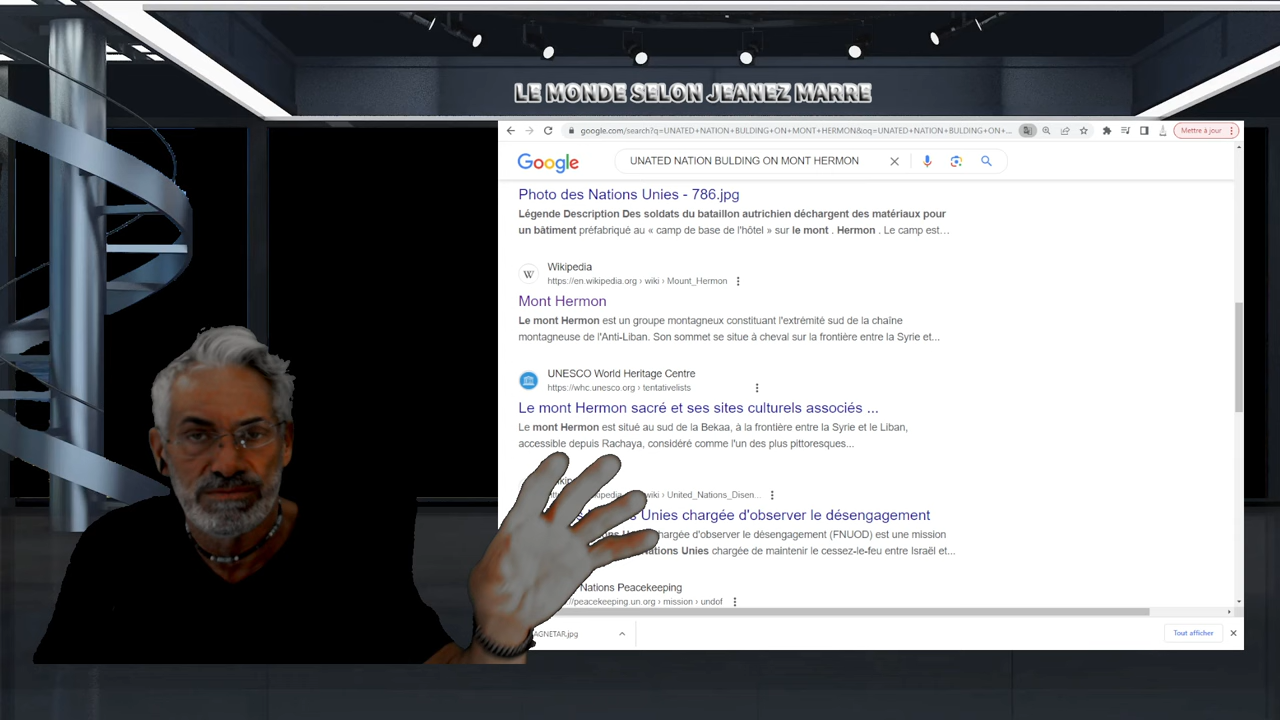 LE MONDE SELON JEANEZ MARRE
google.com/search?q=UNATED+NATION+BULDING+ON+MONT+HERMON&oq=UNATED+NATION+BULDING+ON+...
Mettre à jour
Google
UNATED NATION BULDING ON MONT HERMON
Photo des Nations Unies - 786.jpg
Légende Description Des soldats du bataillon autrichien déchargent des matériaux pour
un bâtiment préfabriqué au « camp de base de l'hôtel » sur le mont . Hermon . Le camp est…
W
Wikipedia
https://en.wikipedia.org › wiki › Mount_Hermon
Mont Hermon
Le mont Hermon est un groupe montagneux constituant l'extrémité sud de la chaîne
montagneuse de l'Anti-Liban. Son sommet se situe à cheval sur la frontière entre la Syrie et...
UNESCO World Heritage Centre
https://whc.unesco.org › tentativelists
Le mont Hermon sacré et ses sites culturels associés ...
Le mont Hermon est situé au sud de la Bekaa, à la frontière entre la Syrie et le Liban,
accessible depuis Rachaya, considéré comme l'un des plus pittoresques...
wiki › United_Nations_Disen...
Unies chargée d'observer le désengagement
chargée d'observer le désengagement (FNUOD) est une mission
Nations Unies chargée de maintenir le cessez-le-feu entre Israël et...
Nations Peacekeeping
//peacekeeping.un.org › mission › undof
AGNETAR.jpg
Tout afficher